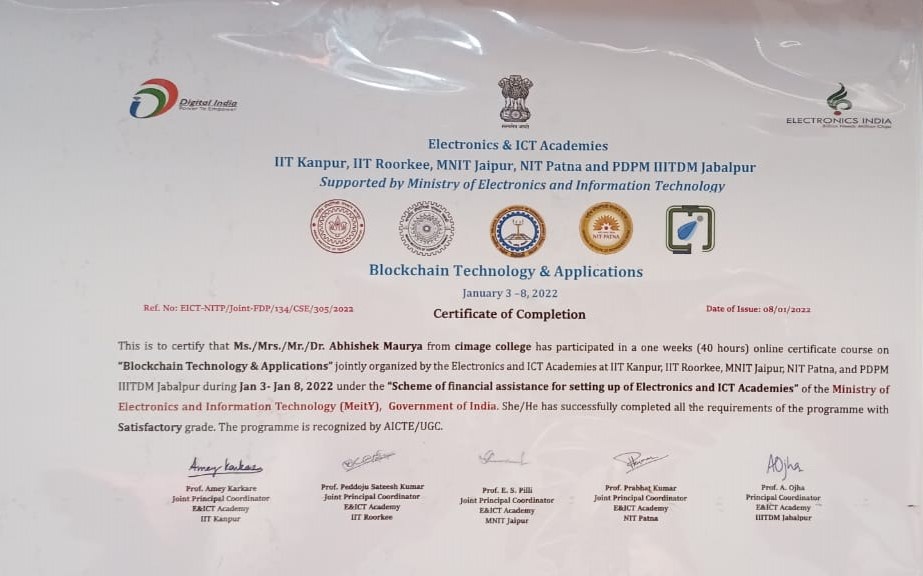 Digital India
Power To Empower
सत्यमेव जयते
ELECTRONICS INDIA
Electronics & ICT Academies
IIT Kanpur, IIT Roorkee, MNIT Jaipur, NIT Patna and PDPM IIITDM Jabalpur
Supported by Ministry of Electronics and Information Technology
NIT-PATNA
Blockchain Technology & Applications
January 3 –8, 2022
Ref. No: EICT-NITP/Joint-FDP/134/CSE/305/2022
Date of Issue: 08/01/2022
Certificate of Completion
This is to certify that Ms./Mrs./Mr./Dr. Abhishek Maurya from cimage college has participated in a one weeks (40 hours) online certificate course on
"Blockchain Technology & Applications" jointly organized by the Electronics and ICT Academies at IIT Kanpur, IIT Roorkee, MNIT Jaipur, NIT Patna, and PDPM
IIITDM Jabalpur during Jan 3- Jan 8, 2022 under the "Scheme of financial assistance for setting up of Electronics and ICT Academies" of the Ministry of
Electronics and Information Technology (MeitY), Government of India. She/He has successfully completed all the requirements of the programme with
Satisfactory grade. The programme is recognized by AICTE/UGC.
Amey Karkare
AOjha
Prof. Amey Karkare
Joint Principal Coordinator
E&ICT Academy
IIT Kanpur
Prof. Peddoju Sateesh Kumar
Joint Principal Coordinator
E&ICT Academy
IIT Roorkee
Prof. E. S. Pilli
Joint Principal Coordinator
E&ICT Academy
MNIT Jaipur
Prof. Prabhat Kumar
Joint Principal Coordinator
E&ICT Academy
NIT Patna
Prof. A. Ojha
Principal Coordinator
E&ICT Academy
IIITDM Jabalpur